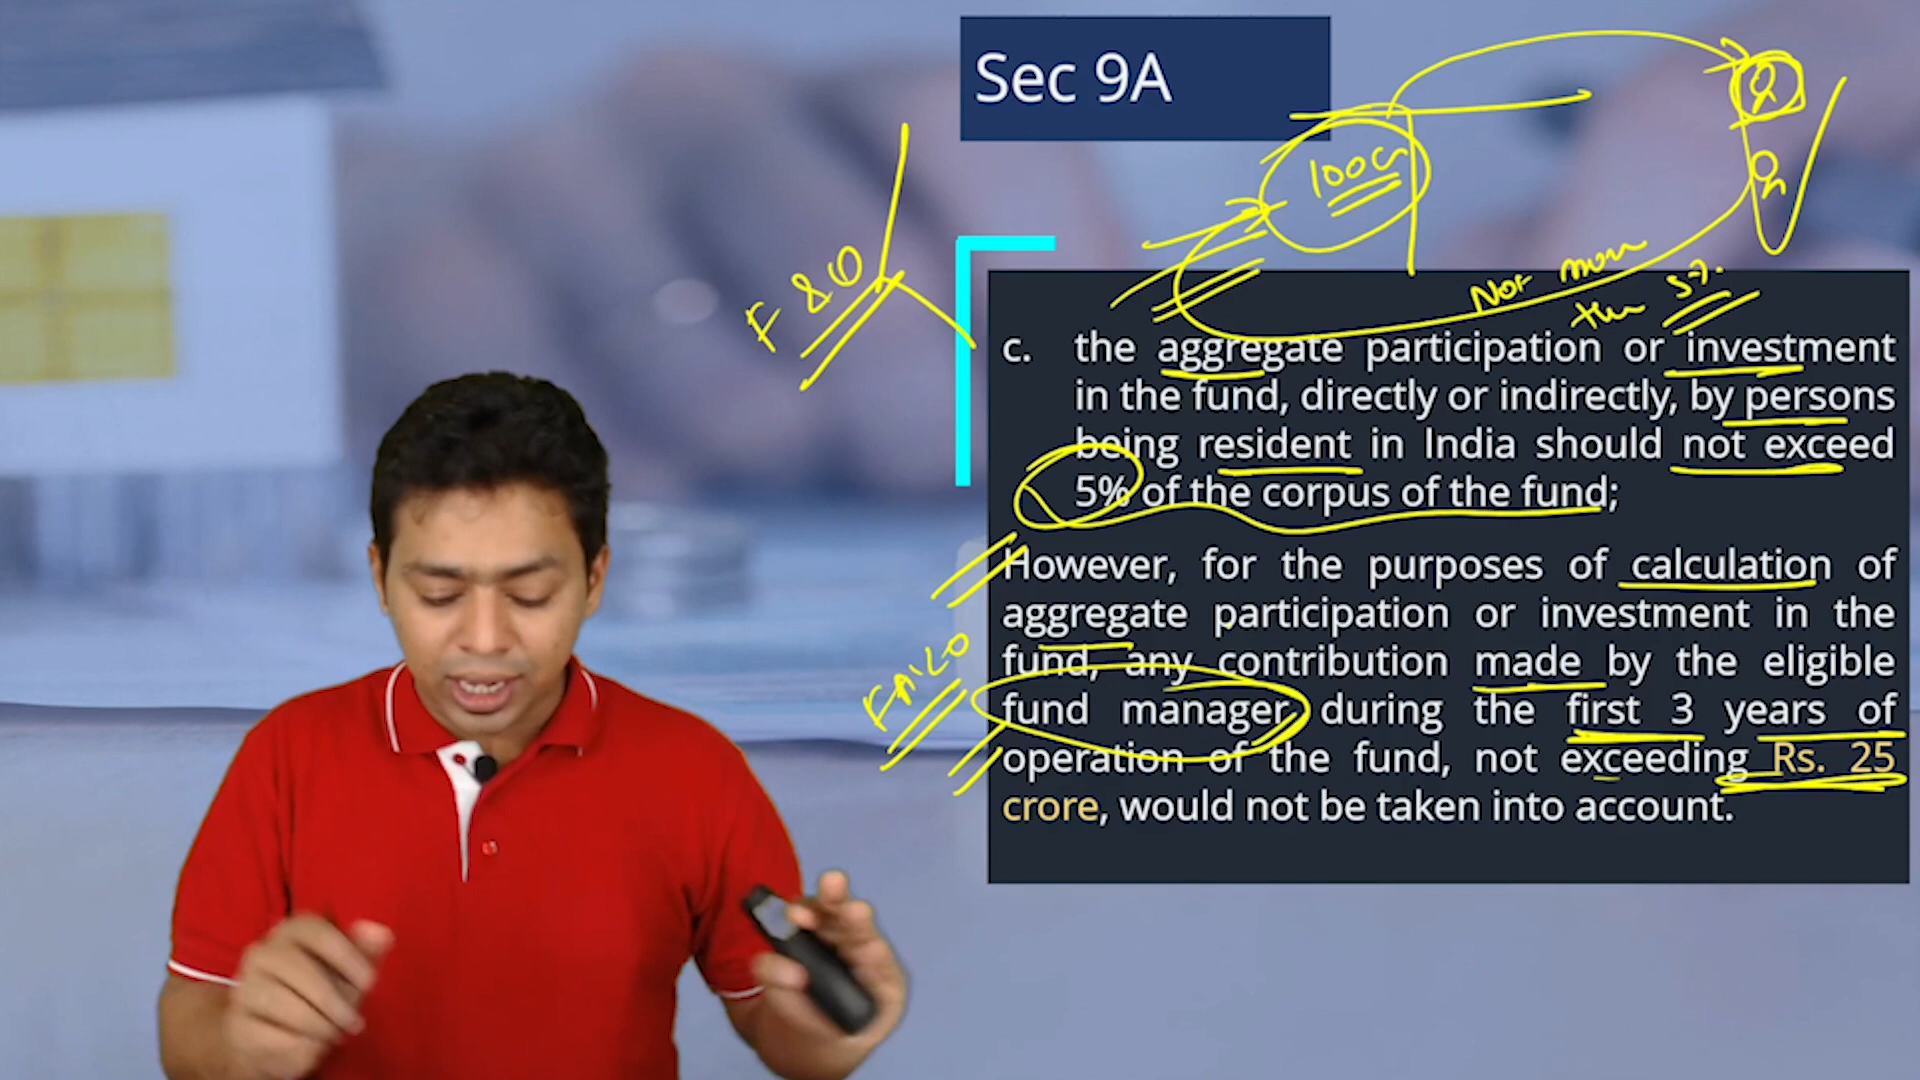 Sec 9A
100Cr
F & O
Not more
than 5%.
c. the aggregate participation or investment
in the fund, directly or indirectly, by persons
being resident in India should not exceed
5% of the corpus of the fund;
However, for the purposes of calculation of
aggregate participation or investment in the
fund, any contribution made by the eligible
fund manager during the first 3 years of
operation of the fund, not exceeding Rs. 25
crore, would not be taken into account.